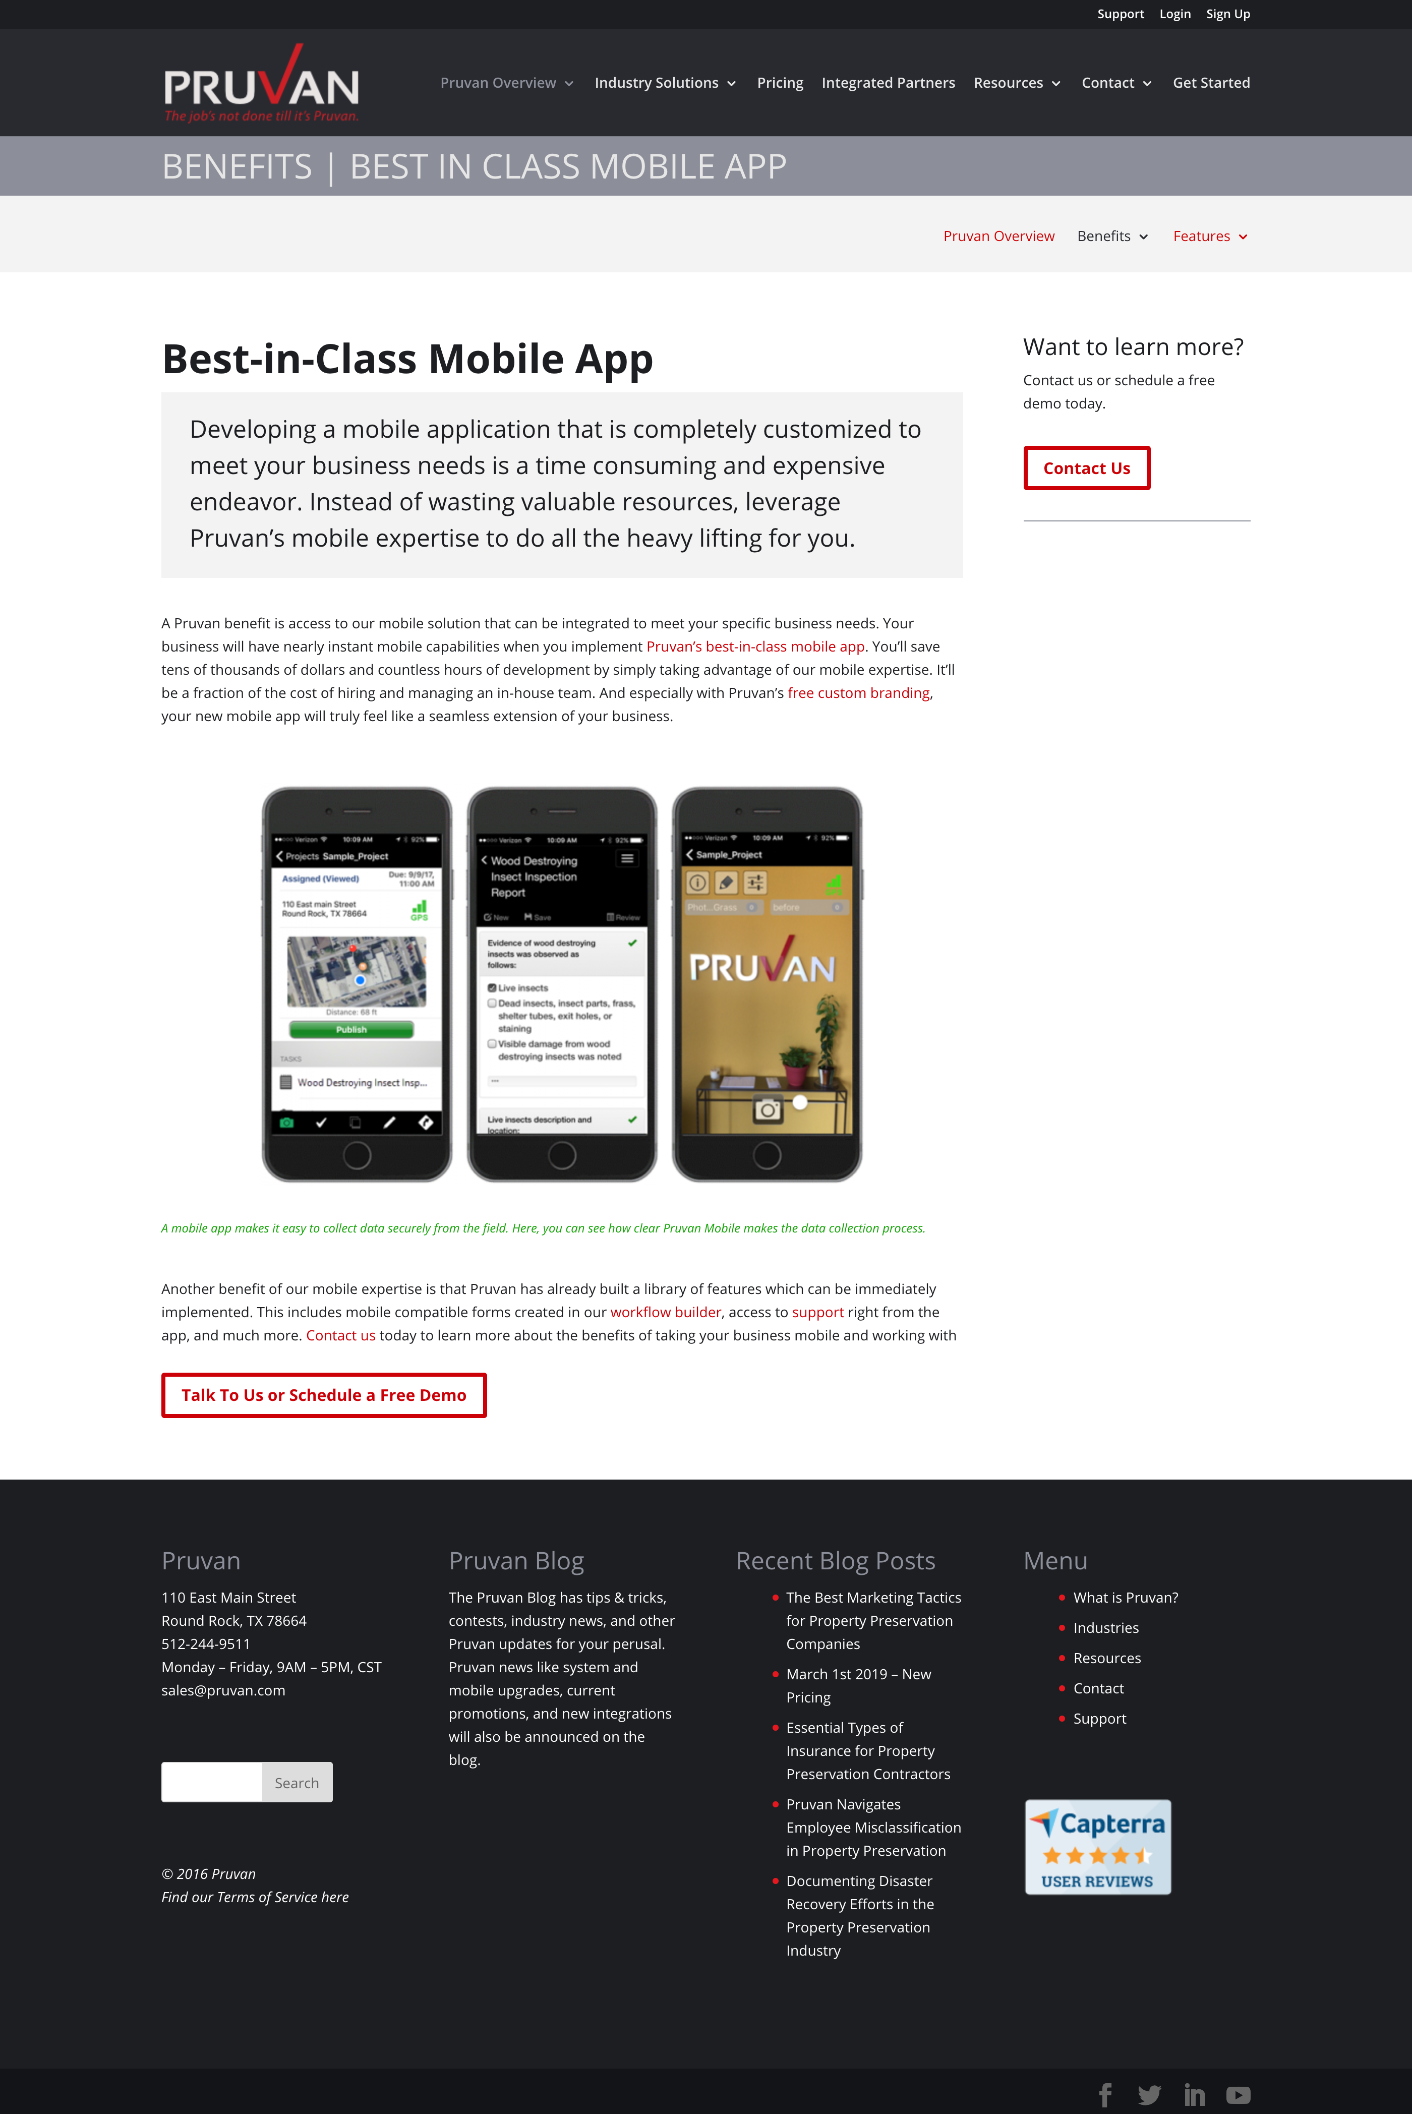 Support Login Sign Up
PRUVAN
The job's not done till it's Pruvan.
Pruvan Overview Industry Solutions Pricing Integrated Partners Resources Contact Get Started
BENEFITS | BEST IN CLASS MOBILE APP
Pruvan Overview Benefits Features
Best-in-Class Mobile App
Developing a mobile application that is completely customized to
meet your business needs is a time consuming and expensive
endeavor. Instead of wasting valuable resources, leverage
Pruvan’s mobile expertise to do all the heavy lifting for you.
A Pruvan benefit is access to our mobile solution that can be integrated to meet your specific business needs. Your
business will have nearly instant mobile capabilities when you implement Pruvan’s best-in-class mobile app. You’ll save
tens of thousands of dollars and countless hours of development by simply taking advantage of our mobile expertise. It’ll
be a fraction of the cost of hiring and managing an in-house team. And especially with Pruvan’s free custom branding,
your new mobile app will truly feel like a seamless extension of your business.
Verizon 10:09 AM 92%
Projects Sample_Project
Assigned (Viewed) Due: 9/9/17,
11:00 AM
110 East main Street
Round Rock, TX 78664
GPS
Distance: 68 ft
Publish
TASKS
Wood Destroying Insect Insp...
Verizon 10:09 AM 92%
Wood Destroying
Insect Inspection
Report
New Save Review
Evidence of wood destroying
insects was observed as
follows:
Live insects
Dead insects, insect parts, frass,
shelter tubes, exit holes, or
staining
Visible damage from wood
destroying insects was noted
...
Live insects description and
location:
Verizon 10:09 AM 92%
Sample_Project
Phot...Grass before
PRUVAN
A mobile app makes it easy to collect data securely from the field. Here, you can see how clear Pruvan Mobile makes the data collection process.
Another benefit of our mobile expertise is that Pruvan has already built a library of features which can be immediately
implemented. This includes mobile compatible forms created in our workflow builder, access to support right from the
app, and much more. Contact us today to learn more about the benefits of taking your business mobile and working with
Talk To Us or Schedule a Free Demo
Want to learn more?
Contact us or schedule a free
demo today.
Contact Us
Pruvan
110 East Main Street
Round Rock, TX 78664
512-244-9511
Monday – Friday, 9AM – 5PM, CST
sales@pruvan.com
Search
© 2016 Pruvan
Find our Terms of Service here
Pruvan Blog
The Pruvan Blog has tips & tricks,
contests, industry news, and other
Pruvan updates for your perusal.
Pruvan news like system and
mobile upgrades, current
promotions, and new integrations
will also be announced on the
blog.
Recent Blog Posts
The Best Marketing Tactics
for Property Preservation
Companies
March 1st 2019 – New
Pricing
Essential Types of
Insurance for Property
Preservation Contractors
Pruvan Navigates
Employee Misclassification
in Property Preservation
Documenting Disaster
Recovery Efforts in the
Property Preservation
Industry
Menu
What is Pruvan?
Industries
Resources
Contact
Support
Capterra
USER REVIEWS